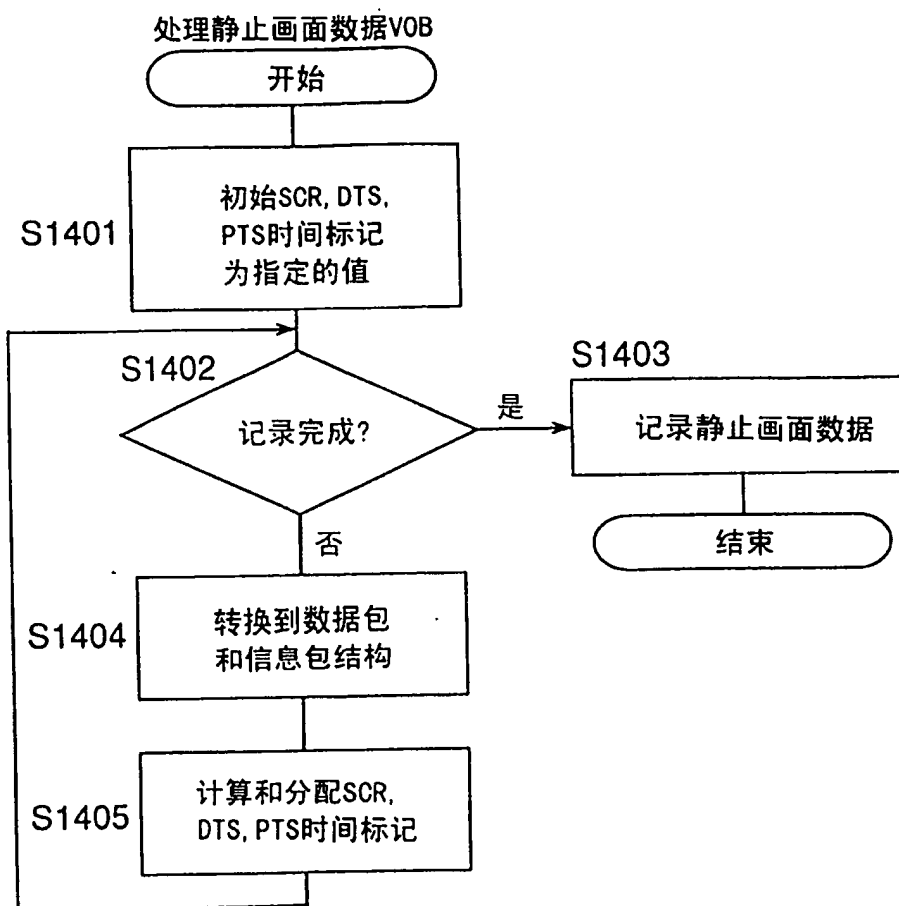 处理静止画面数据VOB
开始
S1401
初始SCR, DTS,
PTS时间标记
为指定的值
S1402
记录完成?
是
S1403
记录静止画面数据
结束
否
S1404
转换到数据包
和信息包结构
S1405
计算和分配SCR,
DTS, PTS时间标记